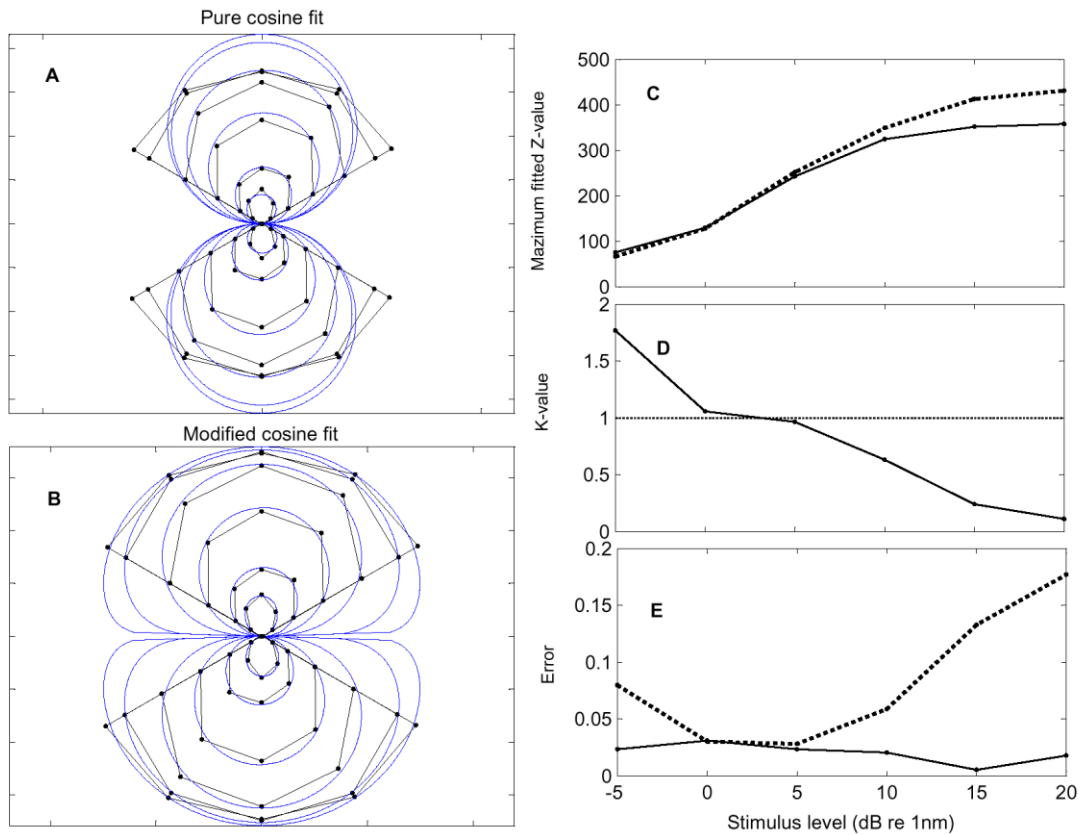 Pure cosine fit
A
Modified cosine fit
B
Mazimum fitted Z-value
500
400
300
200
100
0
C
K-value
2
1.5
1
0.5
0
D
Error
0.2
0.15
0.1
0.05
0
E
-5 0 5 10 15 20
Stimulus level (dB re 1nm)